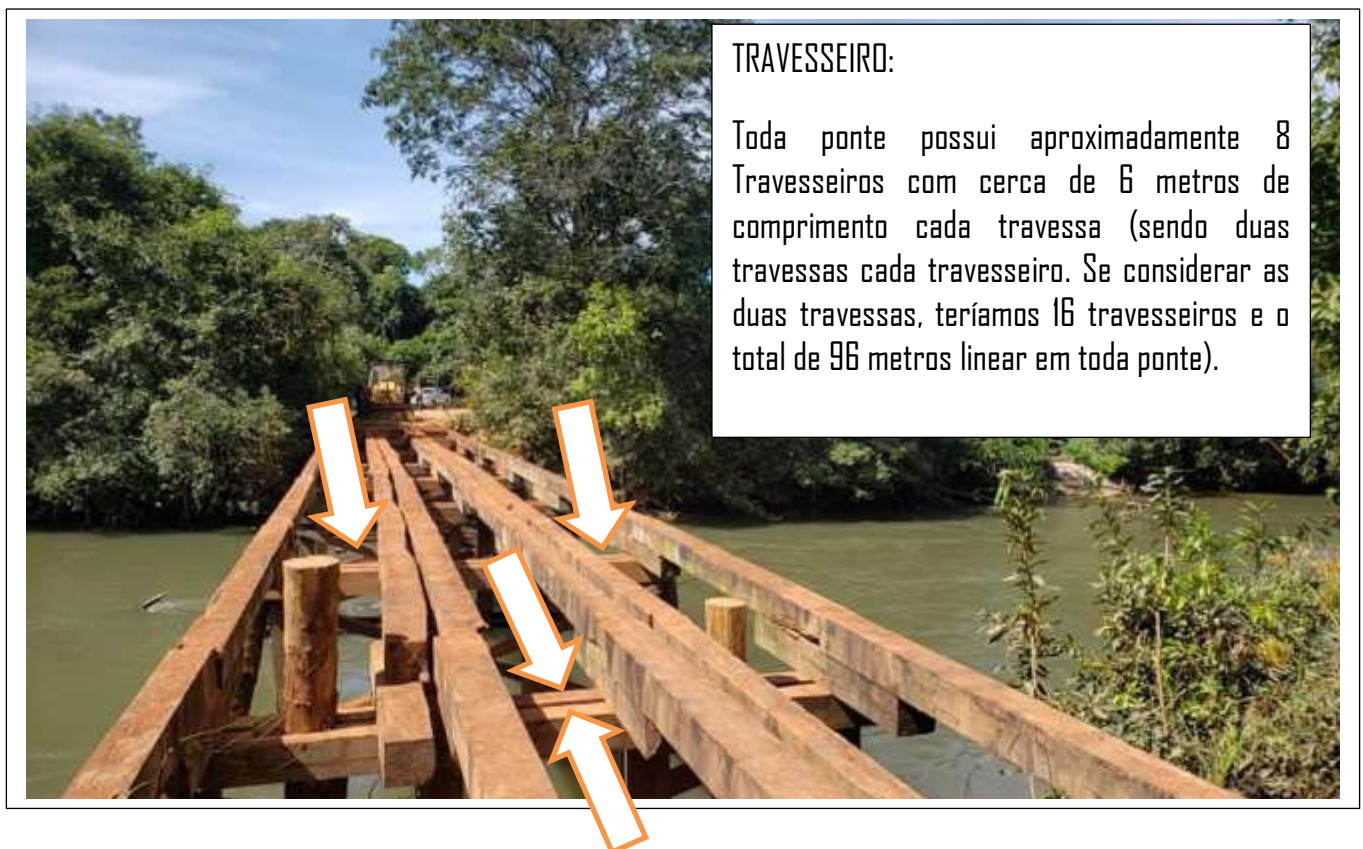 TRAVESSEIRO:
Toda ponte possui aproximadamente 8
Travesseiros com cerca de 6 metros de
comprimento cada travessa (sendo duas
travessas cada travesseiro. Se considerar as
duas travessas, teríamos 16 travesseiros e o
total de 96 metros linear em toda ponte).